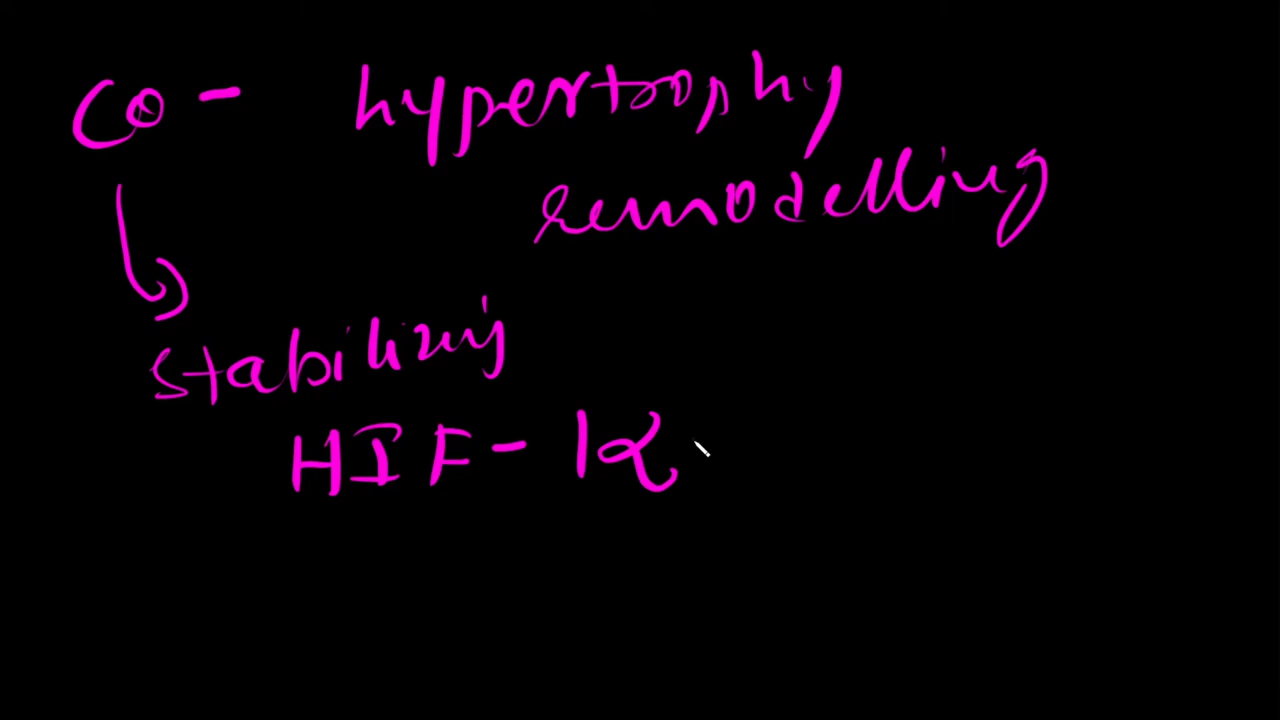 CO - hypertrophy
remodelling
stabilizing
HIF - 1α